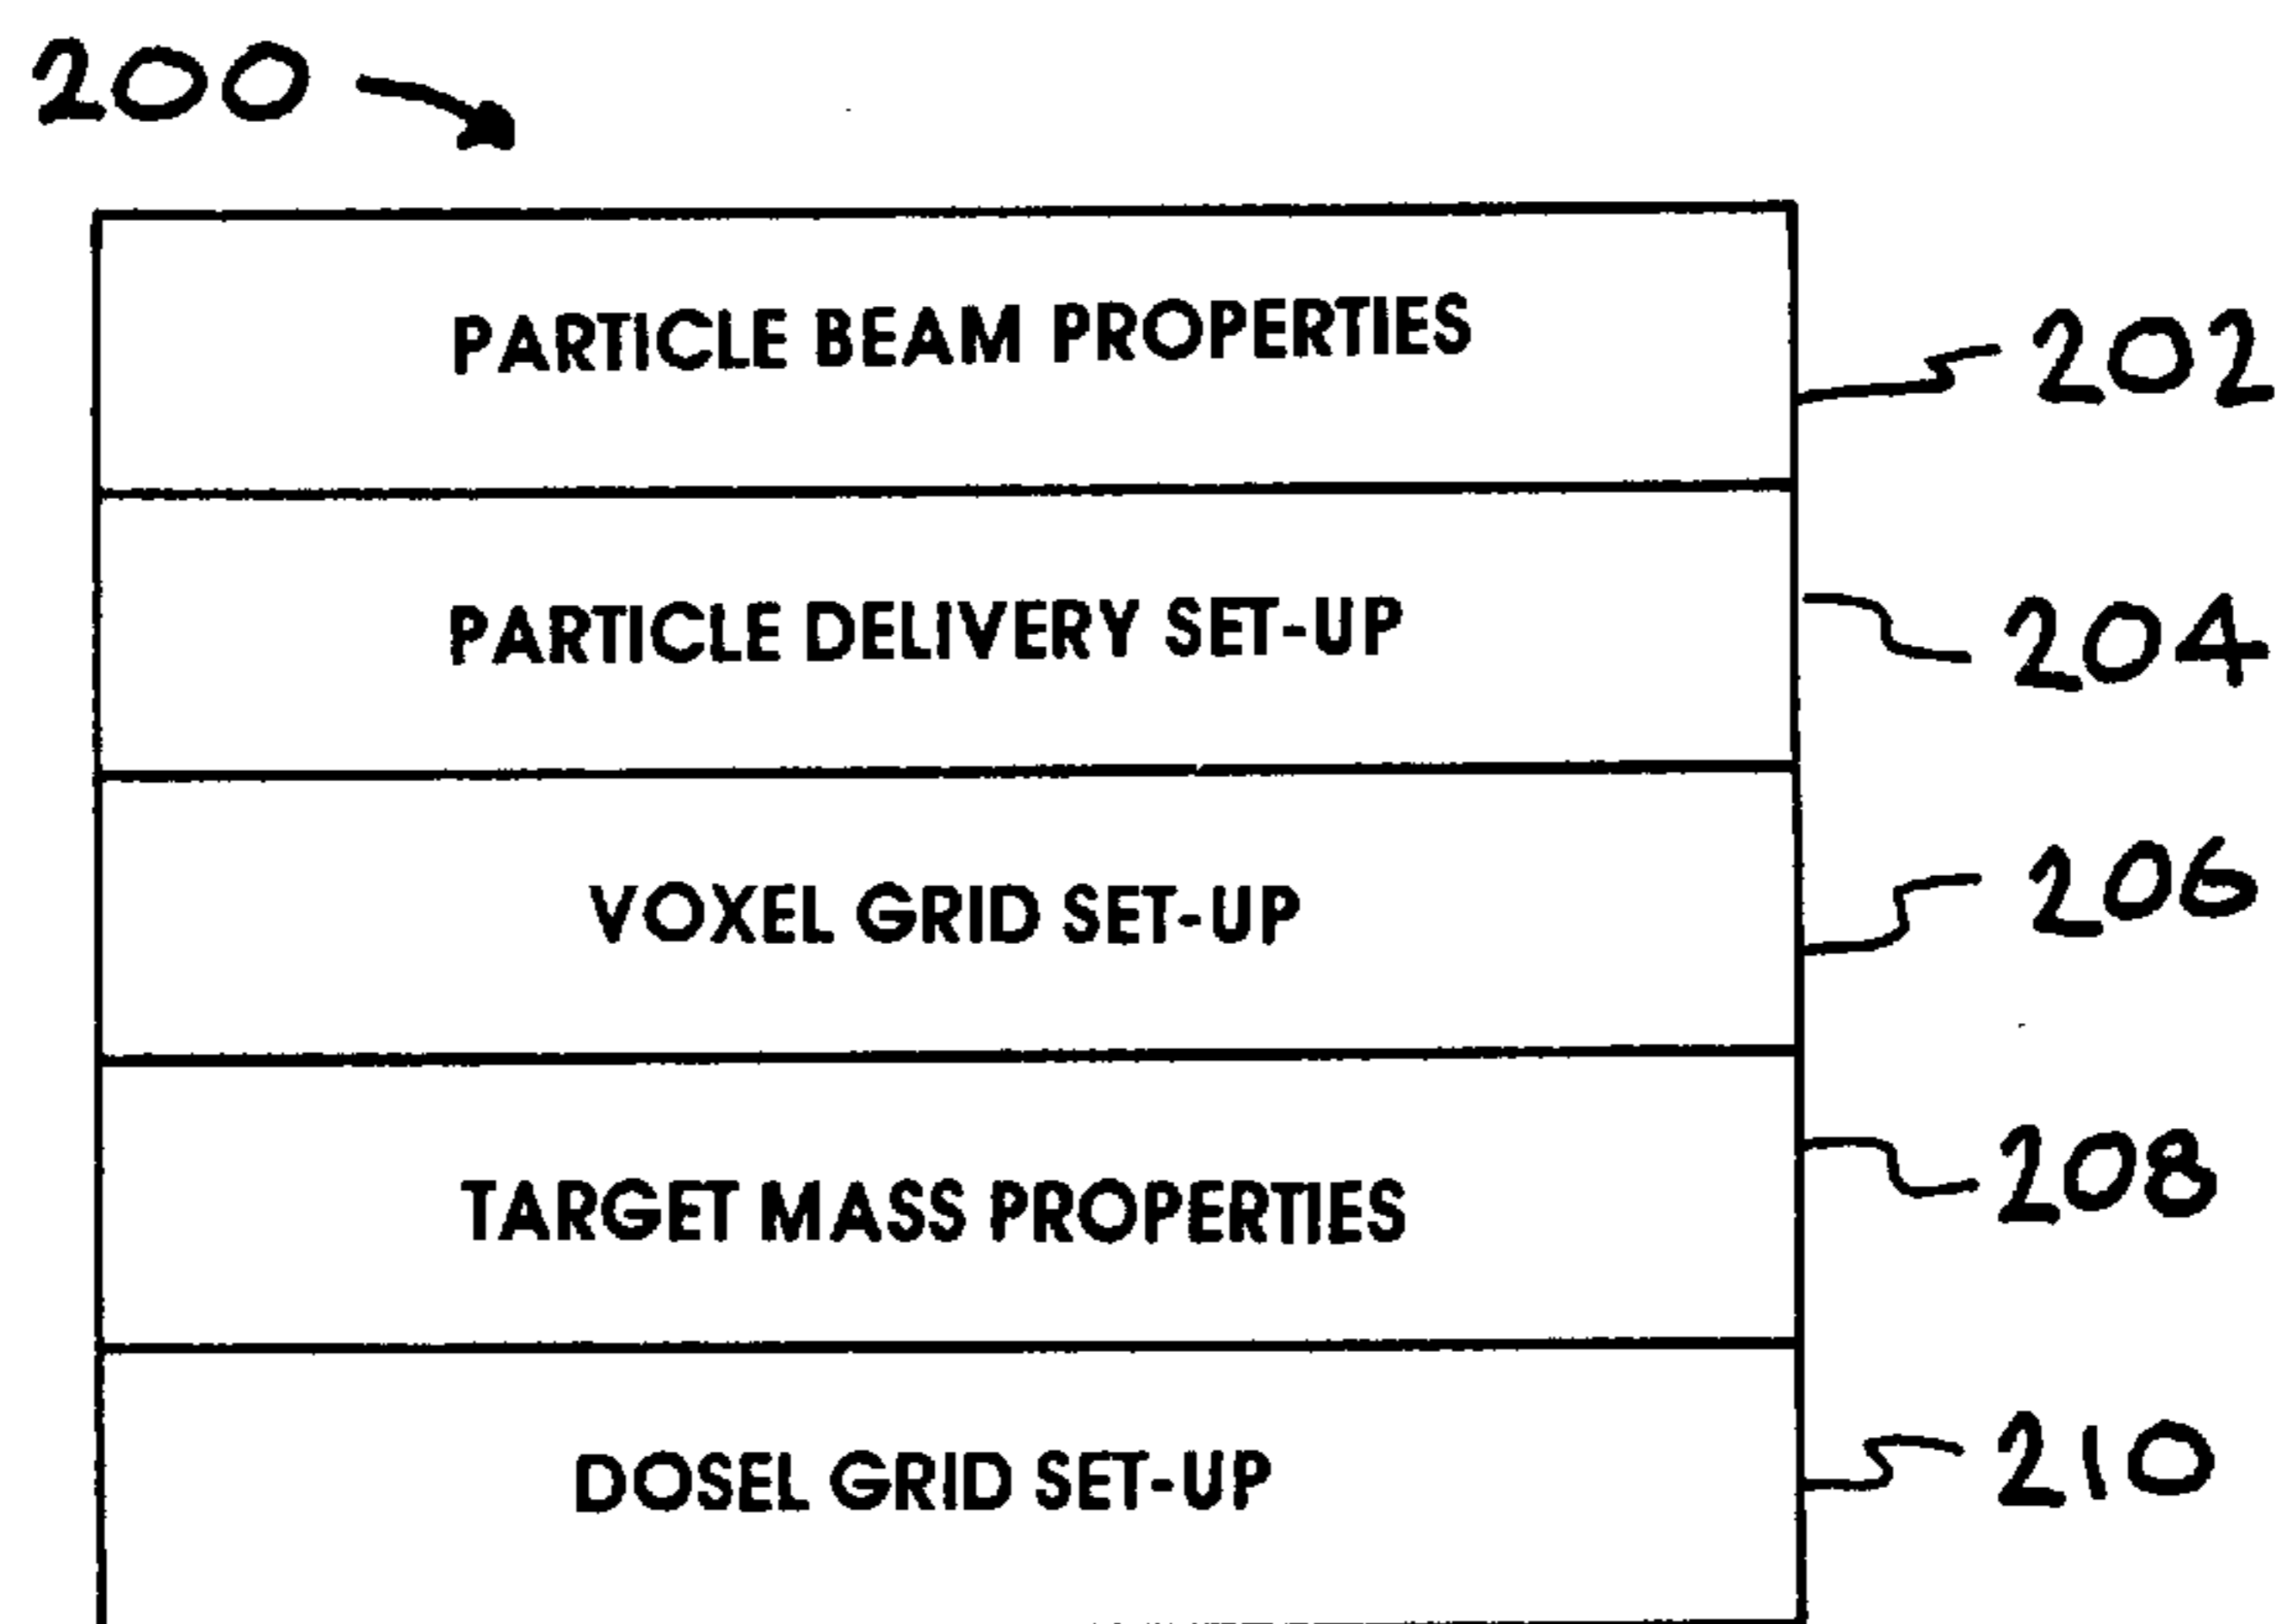 200
PARTICLE BEAM PROPERTIES
202
PARTICLE DELIVERY SET-UP
204
VOXEL GRID SET-UP
206
TARGET MASS PROPERTIES
208
DOSEL GRID SET-UP
210